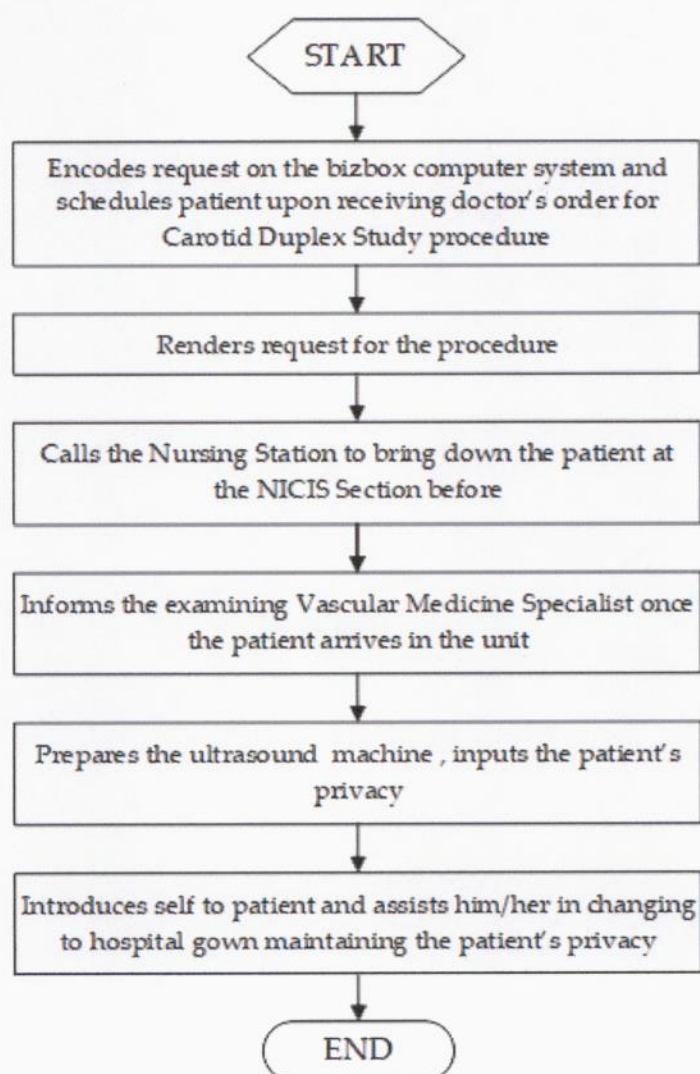 START
Encodes request on the bizbox computer system and
schedules patient upon receiving doctor's order for
Carotid Duplex Study procedure
Renders request for the procedure
Calls the Nursing Station to bring down the patient at
the NICIS Section before
Informs the examining Vascular Medicine Specialist once
the patient arrives in the unit
Prepares the ultrasound machine , inputs the patient's
privacy
Introduces self to patient and assists him/her in changing
to hospital gown maintaining the patient's privacy
END